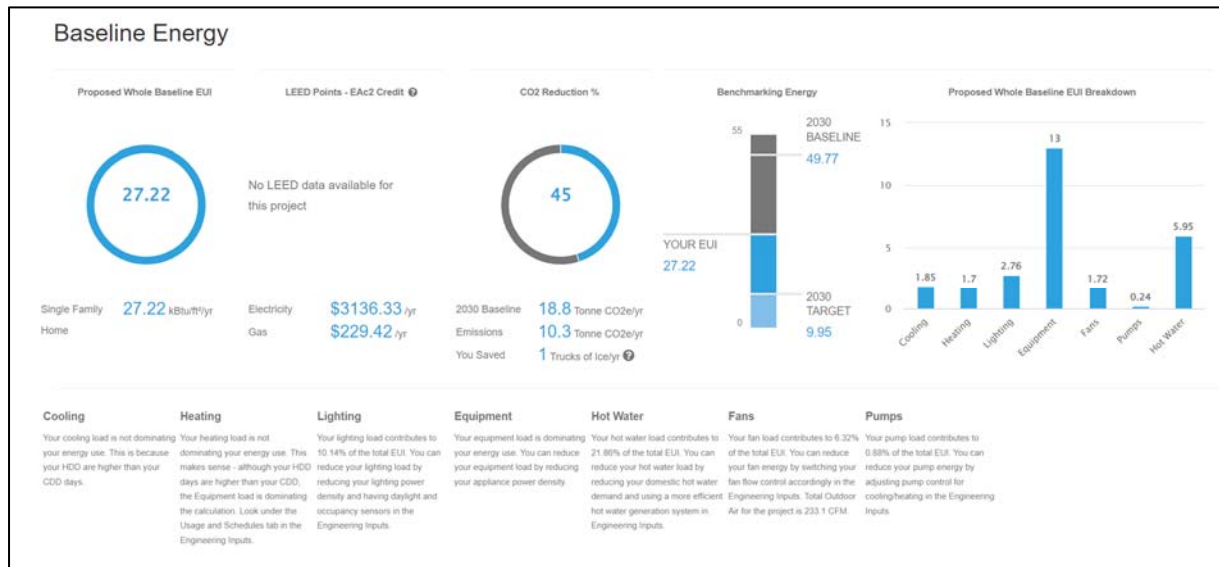 Baseline Energy
Proposed Whole Baseline EUI
27.22
Single Family
Home
27.22 kBtu/ft²/yr
LEED Points - EAc2 Credit ?
No LEED data available for
this project
Electricity $3136.33 /yr
Gas $229.42 /yr
CO2 Reduction %
45
2030 Baseline 18.8 Tonne CO2e/yr
Emissions 10.3 Tonne CO2e/yr
You Saved 1 Trucks of Ice/yr ?
Benchmarking Energy
55
2030
BASELINE
49.77
YOUR EUI
27.22
2030
TARGET
9.95
0
Proposed Whole Baseline EUI Breakdown
15
10
5
0
1.85
1.7
2.76
13
1.72
0.24
5.95
Cooling
Heating
Lighting
Equipment
Fans
Pumps
Hot Water
Cooling
Your cooling load is not dominating
your energy use. This is because
your HDD are higher than your
CDD days.
Heating
Your heating load is not
dominating your energy use. This
makes sense - although your HDD
days are higher than your CDD,
the Equipment load is dominating
the calculation. Look under the
Usage and Schedules tab in the
Engineering Inputs.
Lighting
Your lighting load contributes to
10.14% of the total EUI. You can
reduce your lighting load by
reducing your lighting power
density and having daylight and
occupancy sensors in the
Engineering Inputs.
Equipment
Your equipment load is dominating
your energy use. You can reduce
your equipment load by reducing
your appliance power density
Hot Water
Your hot water load contributes to
21.86% of the total EUI. You can
reduce your hot water load by
reducing your domestic hot water
demand and using a more efficient
hot water generation system in
Engineering Inputs.
Fans
Your fan load contributes to 6.32%
of the total EUI. You can reduce
your fan energy by switching your
fan flow control accordingly in the
Engineering Inputs. Total Outdoor
Air for the project is 233.1 CFM.
Pumps
Your pump load contributes to
0.88% of the total EUI. You can
reduce your pump energy by
adjusting pump control for
cooling/heating in the Engineering
Inputs